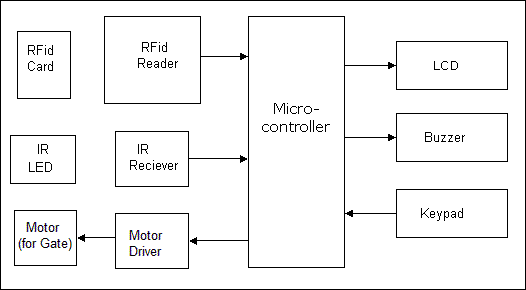 RFid
Card
RFid
Reader
Micro-
controller
LCD
IR
LED
IR
Reciever
Buzzer
Motor
(for Gate)
Motor
Driver
Keypad